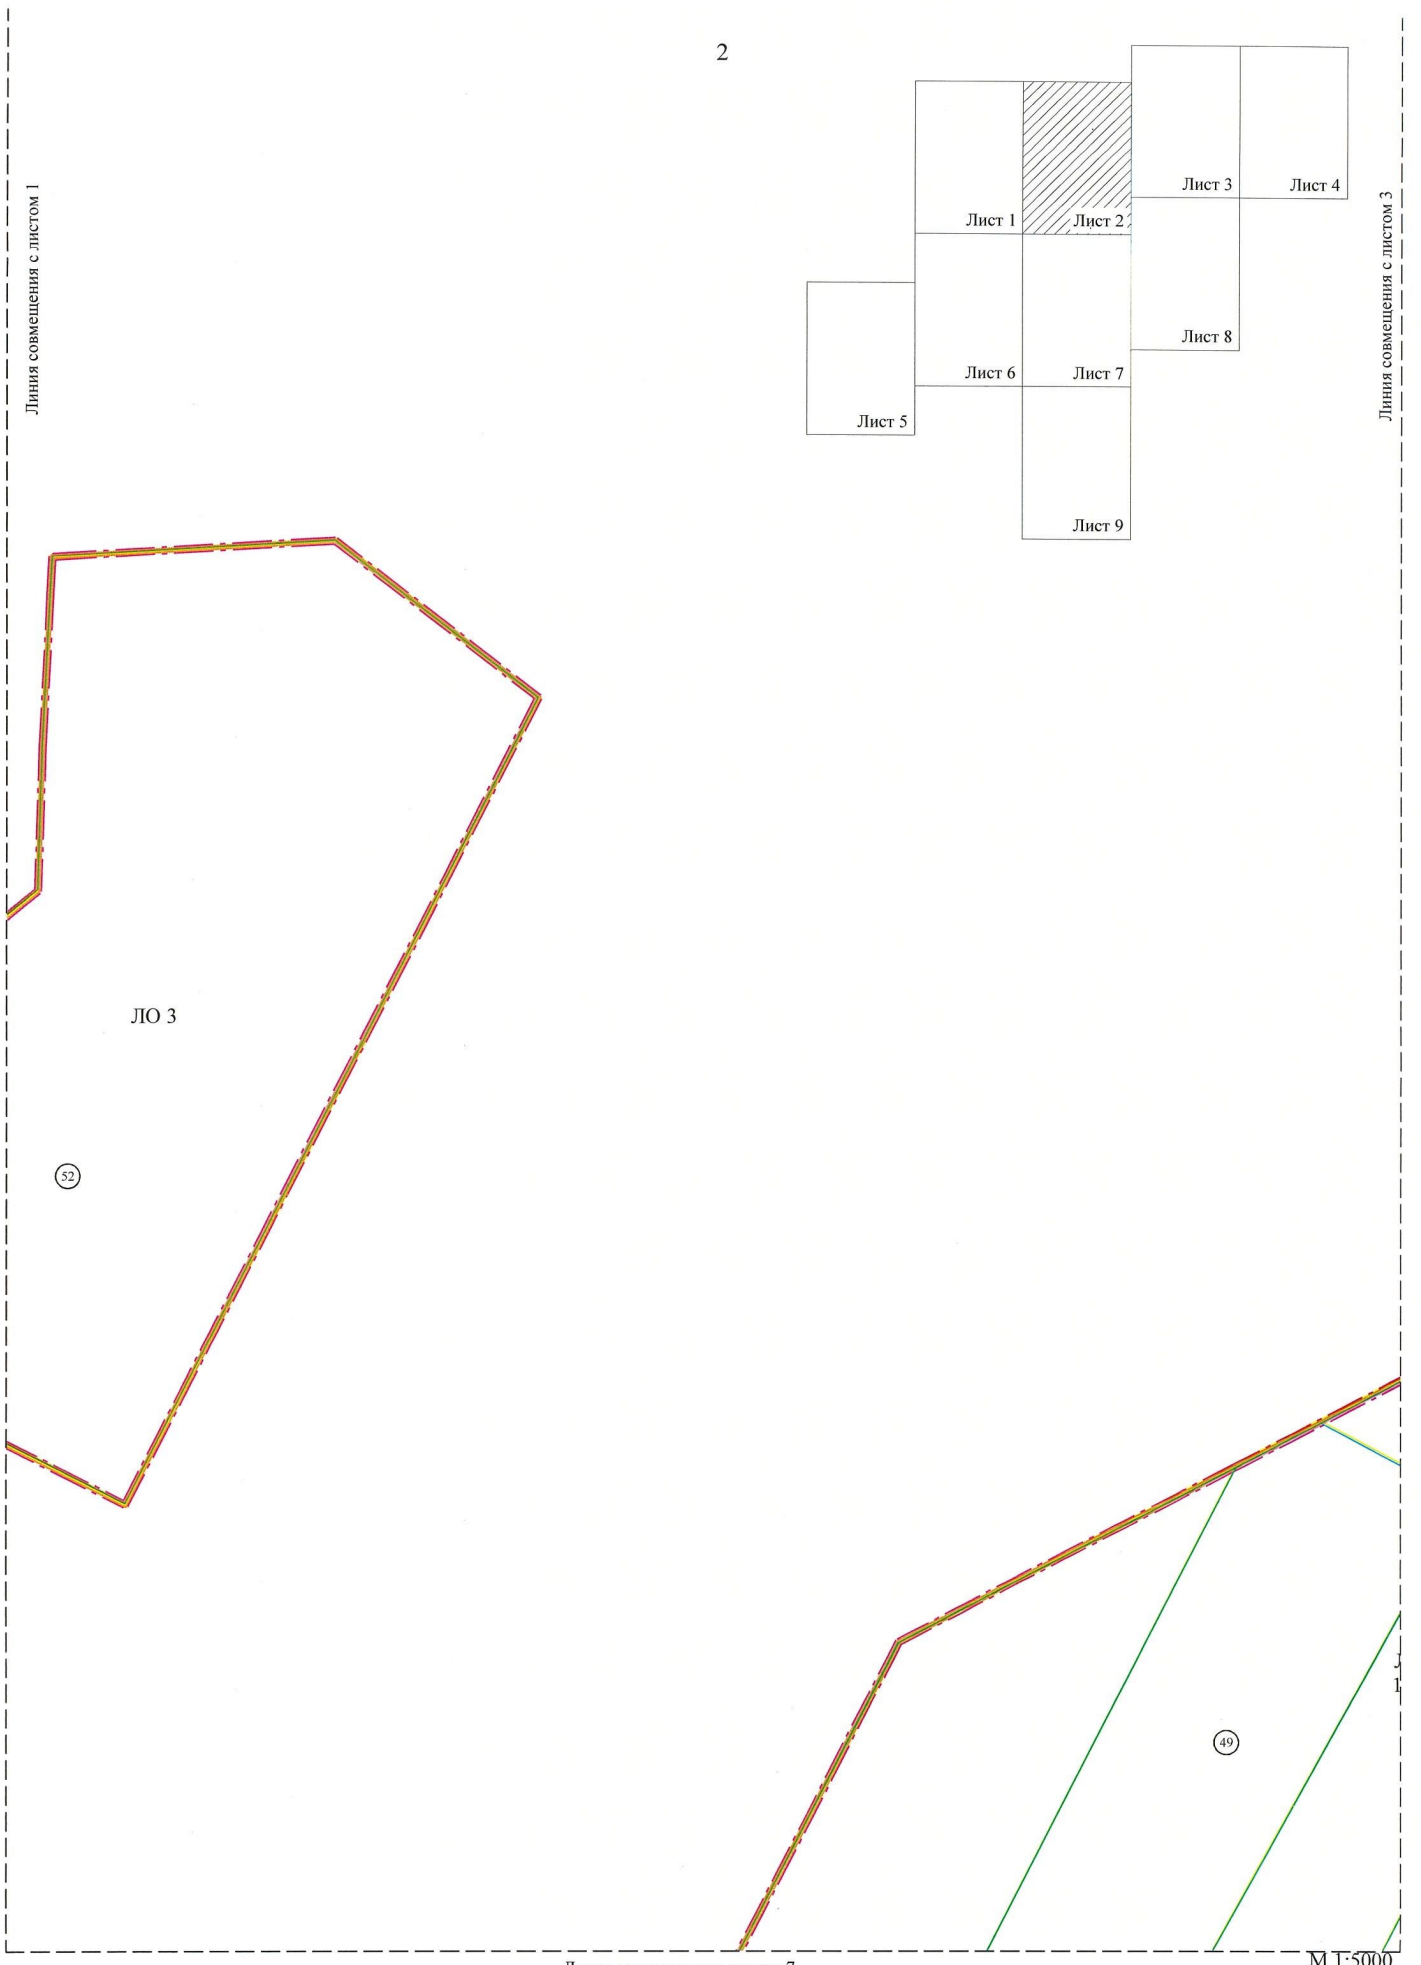 2
Линия совмещения с листом 1
Линия совмещения с листом 3
Лист 3
Лист 4
Лист 1
Лист 2
Лист 8
Лист 6
Лист 7
Лист 5
Лист 9
ЛО 3
52
49
7
М 1:5000